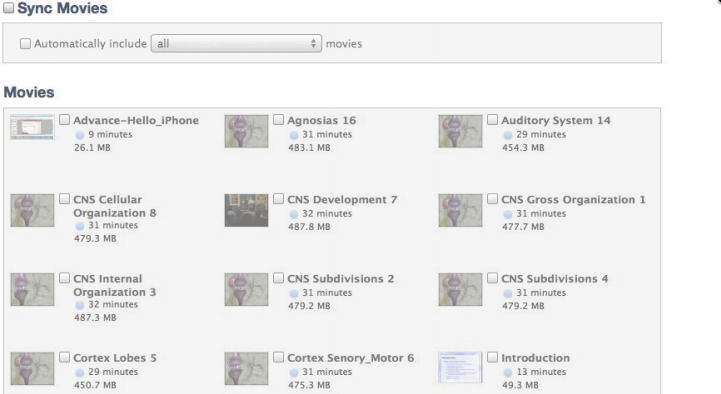 Sync Movies
Automatically include all movies
Movies
Advance-Hello_iPhone
9 minutes
26.1 MB
Agnosias 16
31 minutes
483.1 MB
Auditory System 14
29 minutes
454.3 MB
CNS Cellular
Organization 8
31 minutes
479.3 MB
CNS Development 7
32 minutes
487.8 MB
CNS Gross Organization 1
31 minutes
477.7 MB
CNS Internal
Organization 3
32 minutes
487.3 MB
CNS Subdivisions 2
31 minutes
479.2 MB
CNS Subdivisions 4
31 minutes
479.2 MB
Cortex Lobes 5
29 minutes
450.7 MB
Cortex Senory_Motor 6
31 minutes
475.3 MB
Introduction
13 minutes
49.3 MB